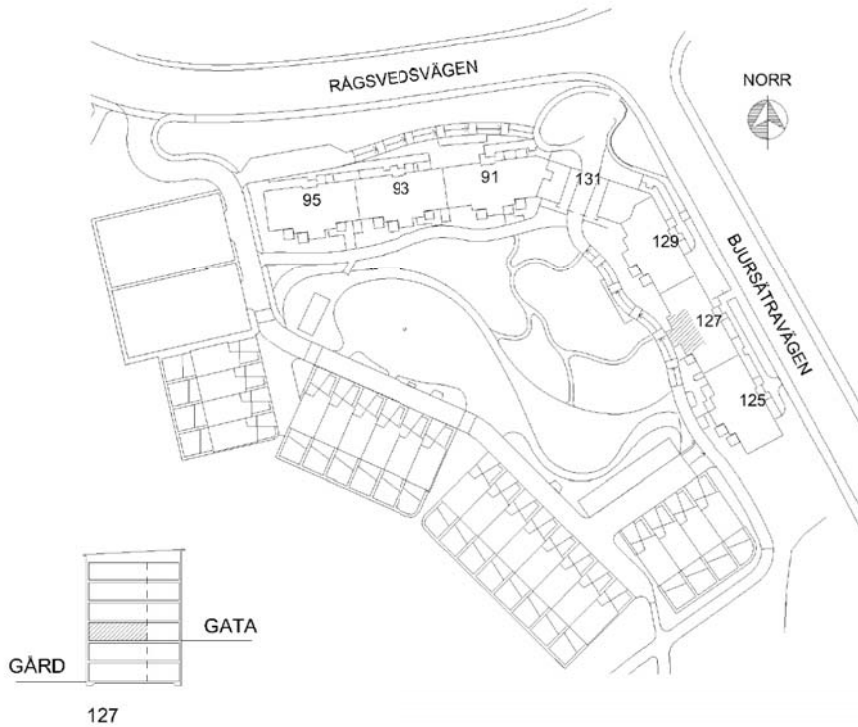 RÅGSVEDSVÄGEN
NORR
91
131
93
95
129
BJURSÄTRAVÄGEN
127
125
GATA
GÅRD
127